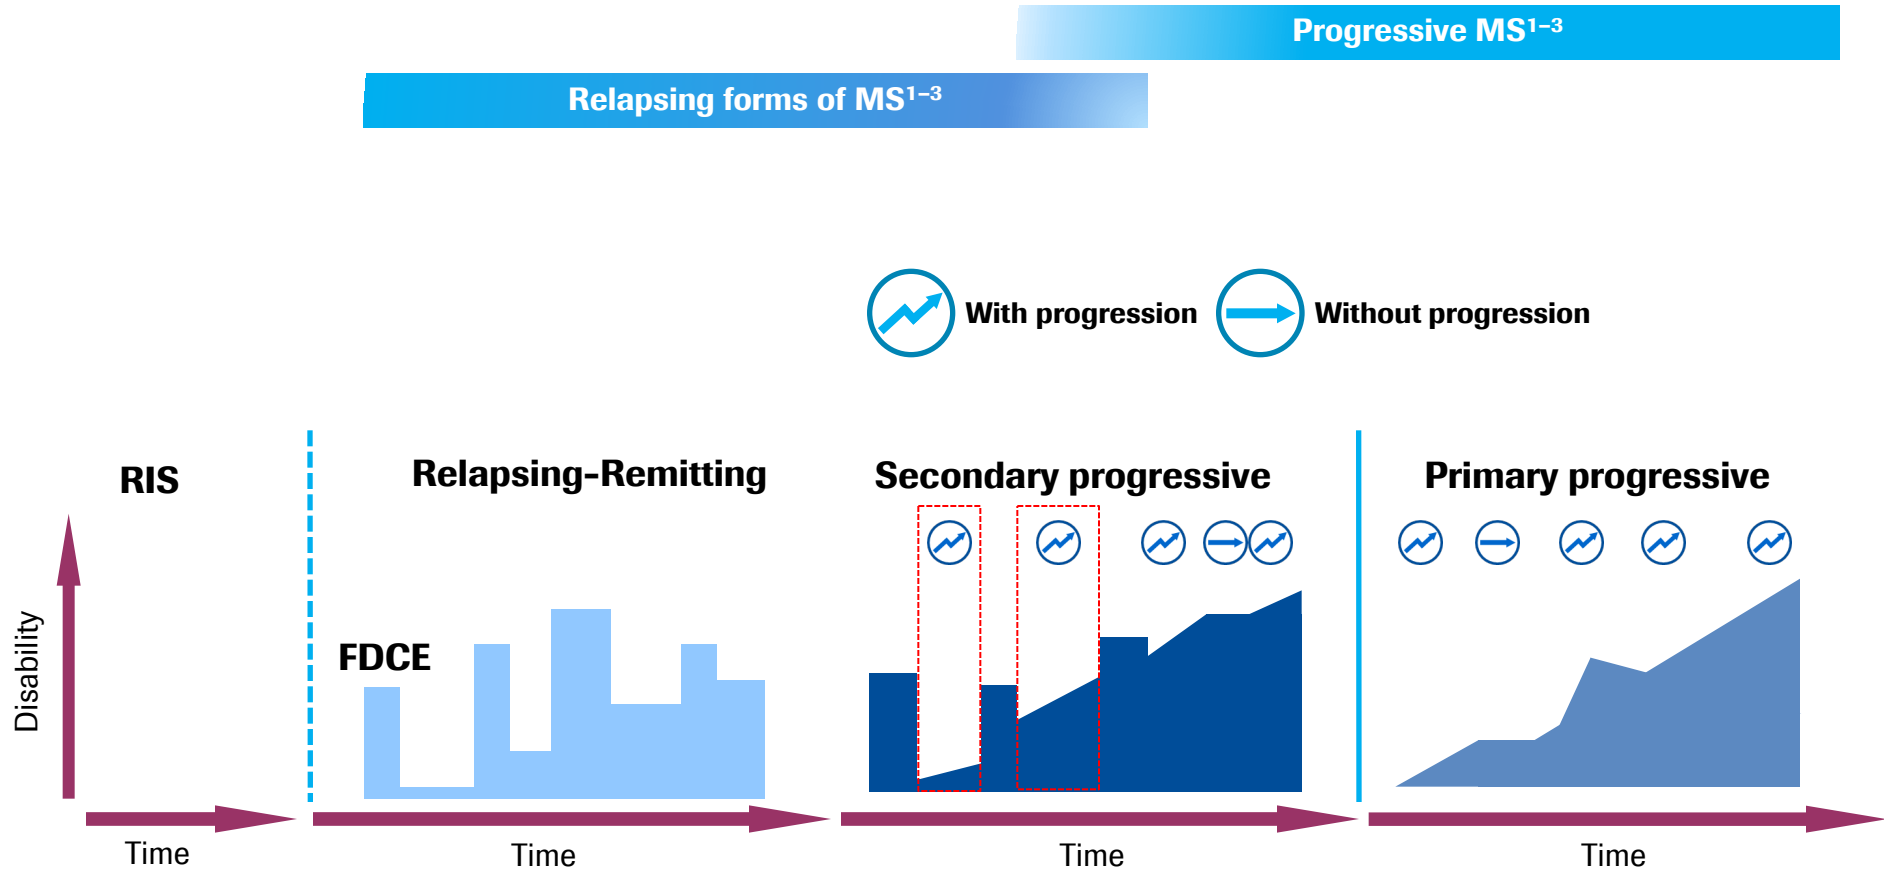 Progressive MS¹⁻³
Relapsing forms of MS¹⁻³
With progression
Without progression
RIS
Relapsing-Remitting
Secondary progressive
Primary progressive
FDCE
Disability
Time
Time
Time
Time